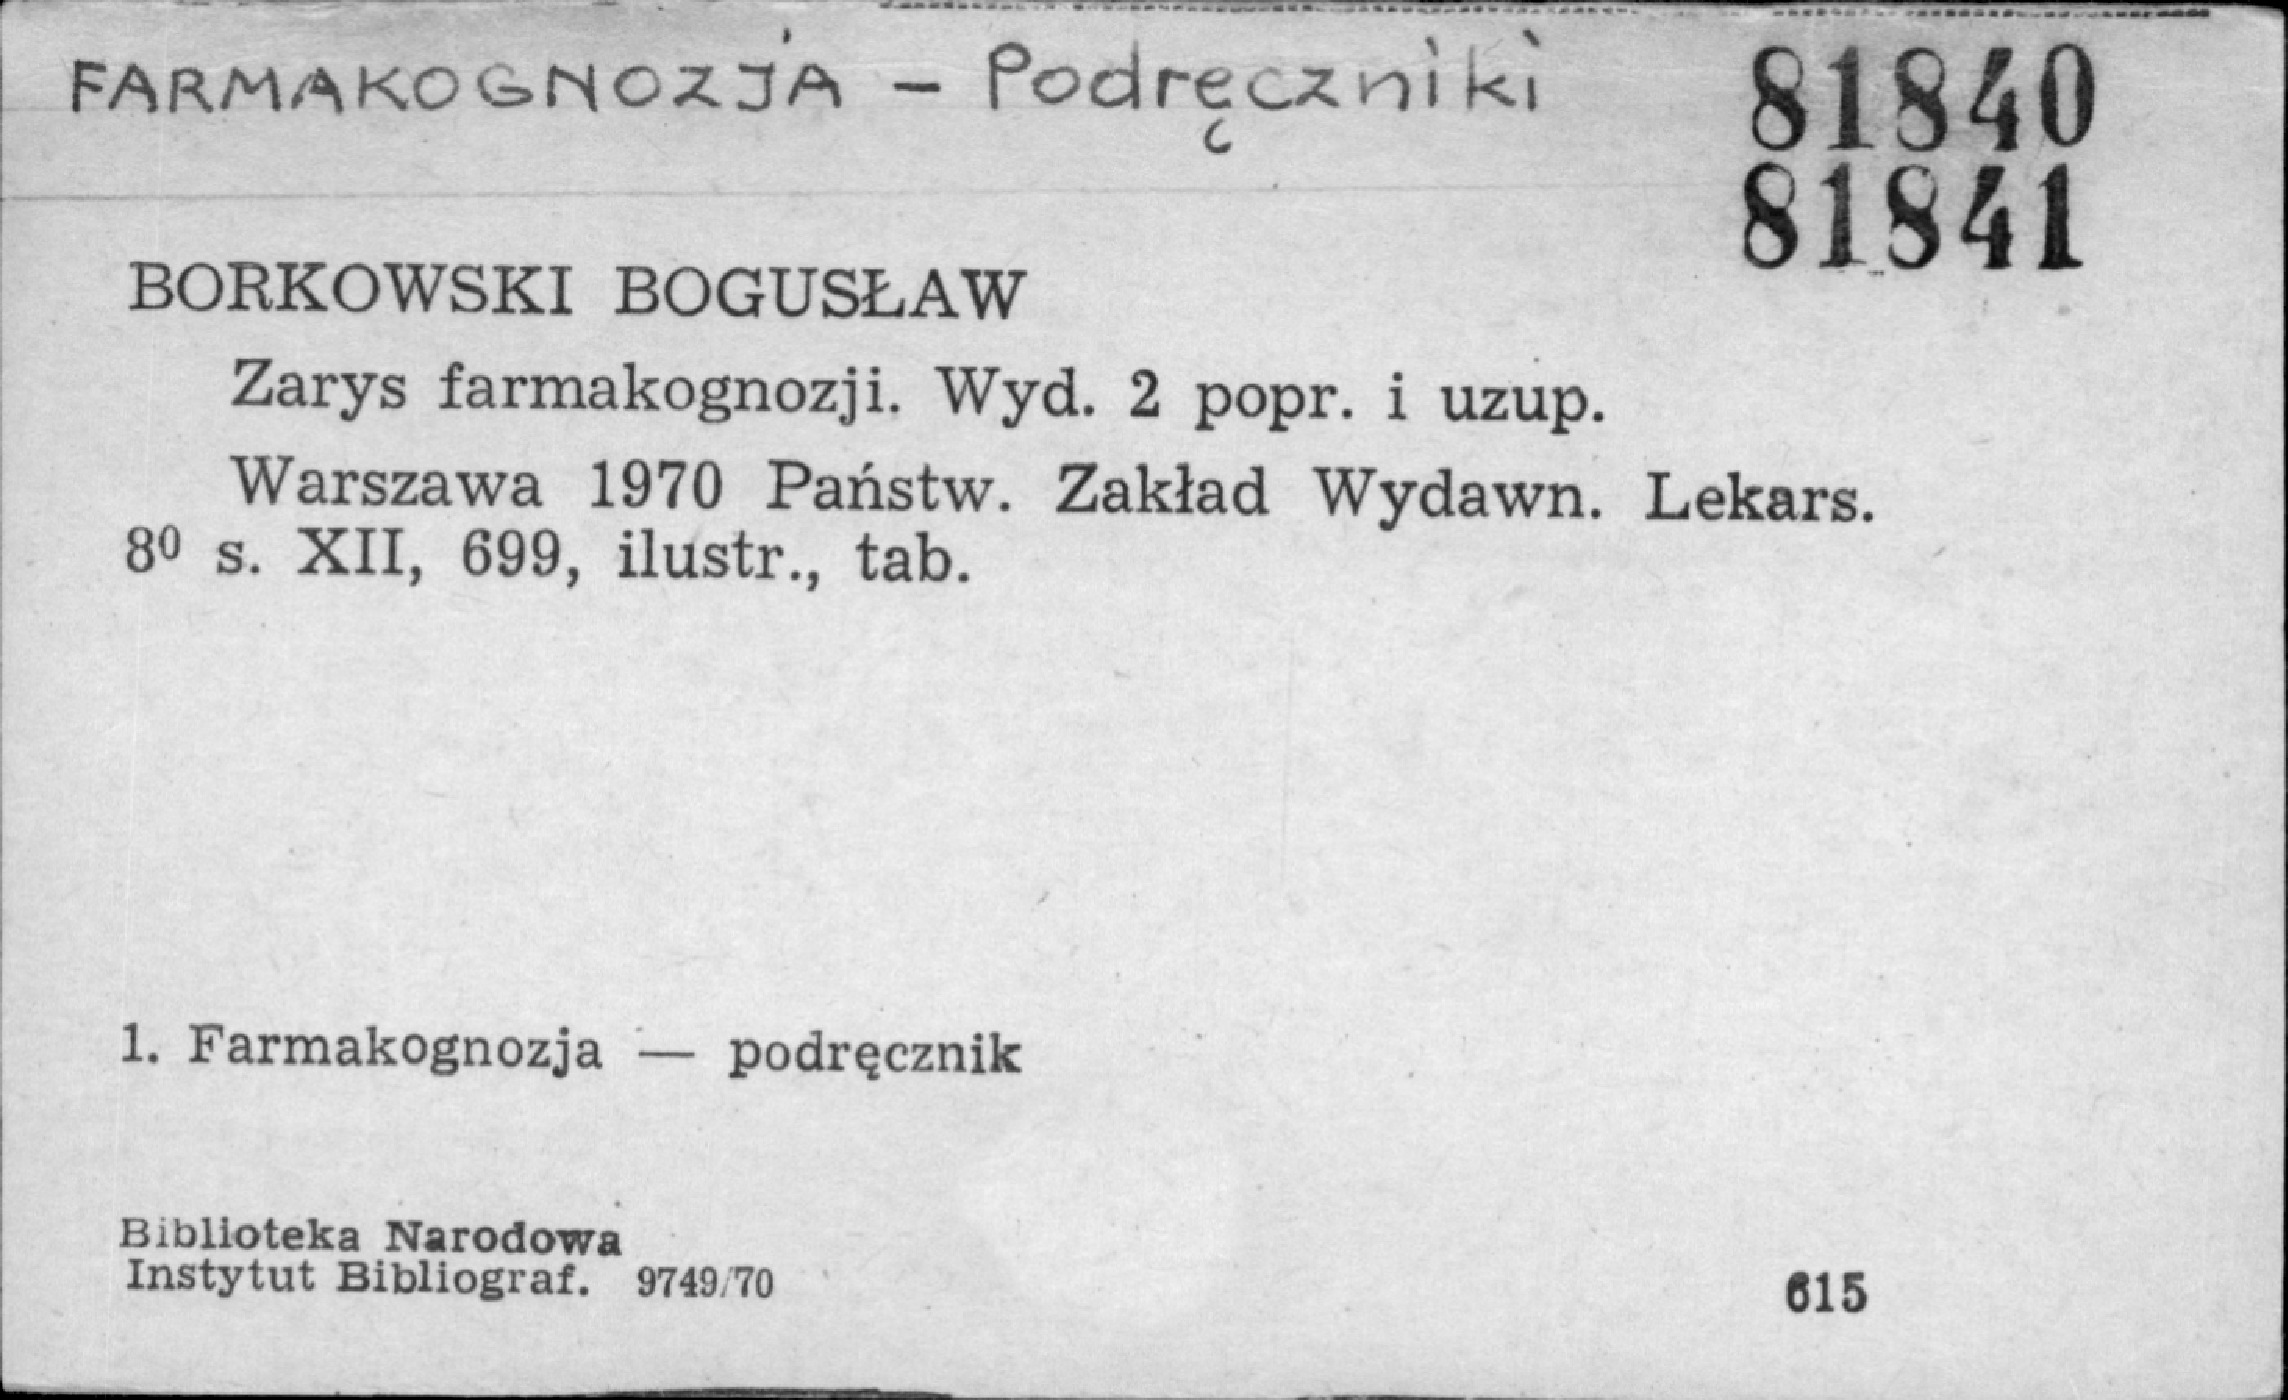 FARMAKOGNOZJA - Podręczniki
81840
81841
BORKOWSKI BOGUSŁAW
Zarys farmakognozji. Wyd. 2 popr. i uzup.
Warszawa 1970 Państw. Zakład Wydawn. Lekars.
8⁰ s. XII, 699, ilustr., tab.
1. Farmakognozja — podręcznik
Biblioteka Narodowa
Instytut Bibliograf. 9749/70
615